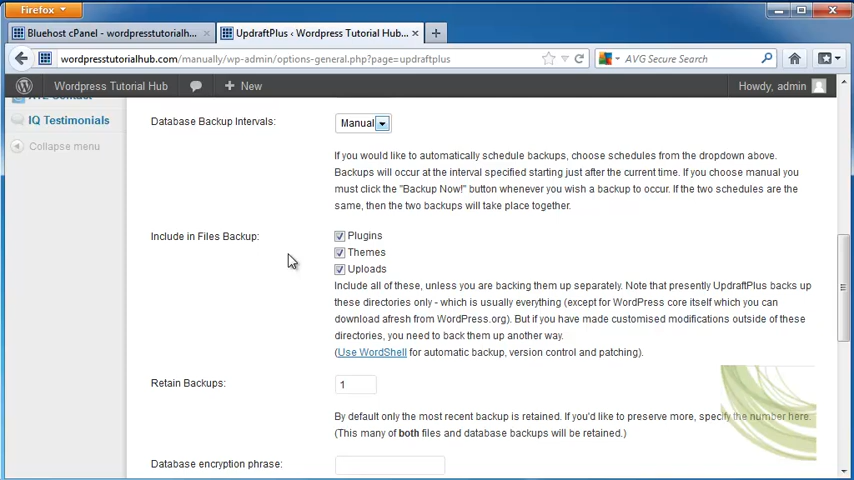 Firefox
Bluehost cPanel - wordpresstutorialh...
UpdraftPlus ‹ Wordpress Tutorial Hub...
wordpresstutorialhub.com/manually/wp-admin/options-general.php?page=updraftplus
AVG Secure Search
Wordpress Tutorial Hub
New
Howdy, admin
IQ Testimonials
Collapse menu
Database Backup Intervals:
Manual
If you would like to automatically schedule backups, choose schedules from the dropdown above.
Backups will occur at the interval specified starting just after the current time. If you choose manual you
must click the "Backup Now!" button whenever you wish a backup to occur. If the two schedules are the
same, then the two backups will take place together.
Include in Files Backup:
Plugins
Themes
Uploads
Include all of these, unless you are backing them up separately. Note that presently UpdraftPlus backs up
these directories only - which is usually everything (except for WordPress core itself which you can
download afresh from WordPress.org). But if you have made customised modifications outside of these
directories, you need to back them up another way.
(Use WordShell for automatic backup, version control and patching).
Retain Backups:
1
By default only the most recent backup is retained. If you'd like to preserve more, specify the number here.
(This many of both files and database backups will be retained.)
Database encryption phrase: